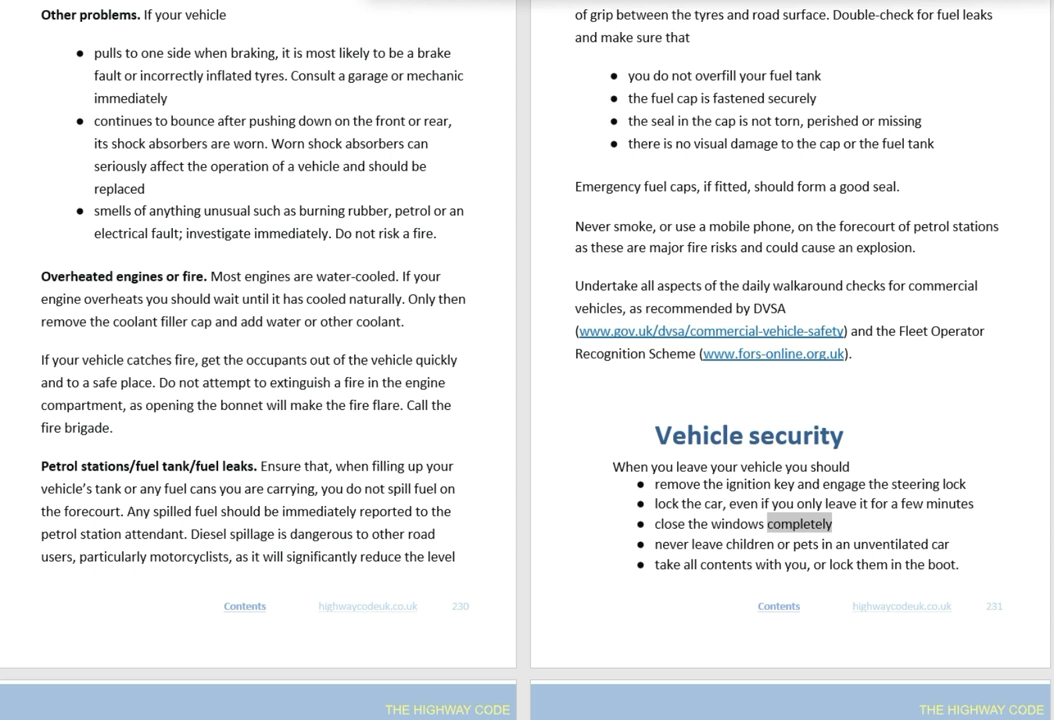 Other problems. If your vehicle
● pulls to one side when braking, it is most likely to be a brake
fault or incorrectly inflated tyres. Consult a garage or mechanic
immediately
● continues to bounce after pushing down on the front or rear,
its shock absorbers are worn. Worn shock absorbers can
seriously affect the operation of a vehicle and should be
replaced
● smells of anything unusual such as burning rubber, petrol or an
electrical fault; investigate immediately. Do not risk a fire.
Overheated engines or fire. Most engines are water-cooled. If your
engine overheats you should wait until it has cooled naturally. Only then
remove the coolant filler cap and add water or other coolant.
If your vehicle catches fire, get the occupants out of the vehicle quickly
and to a safe place. Do not attempt to extinguish a fire in the engine
compartment, as opening the bonnet will make the fire flare. Call the
fire brigade.
Petrol stations/fuel tank/fuel leaks. Ensure that, when filling up your
vehicle's tank or any fuel cans you are carrying, you do not spill fuel on
the forecourt. Any spilled fuel should be immediately reported to the
petrol station attendant. Diesel spillage is dangerous to other road
users, particularly motorcyclists, as it will significantly reduce the level
Contents highwaycodeuk.co.uk 230
THE HIGHWAY CODE
of grip between the tyres and road surface. Double-check for fuel leaks
and make sure that
● you do not overfill your fuel tank
● the fuel cap is fastened securely
● the seal in the cap is not torn, perished or missing
● there is no visual damage to the cap or the fuel tank
Emergency fuel caps, if fitted, should form a good seal.
Never smoke, or use a mobile phone, on the forecourt of petrol stations
as these are major fire risks and could cause an explosion.
Undertake all aspects of the daily walkaround checks for commercial
vehicles, as recommended by DVSA
(www.gov.uk/dvsa/commercial-vehicle-safety) and the Fleet Operator
Recognition Scheme (www.fors-online.org.uk).
Vehicle security
When you leave your vehicle you should
● remove the ignition key and engage the steering lock
● lock the car, even if you only leave it for a few minutes
● close the windows completely
● never leave children or pets in an unventilated car
● take all contents with you, or lock them in the boot.
Contents highwaycodeuk.co.uk 231
THE HIGHWAY CODE